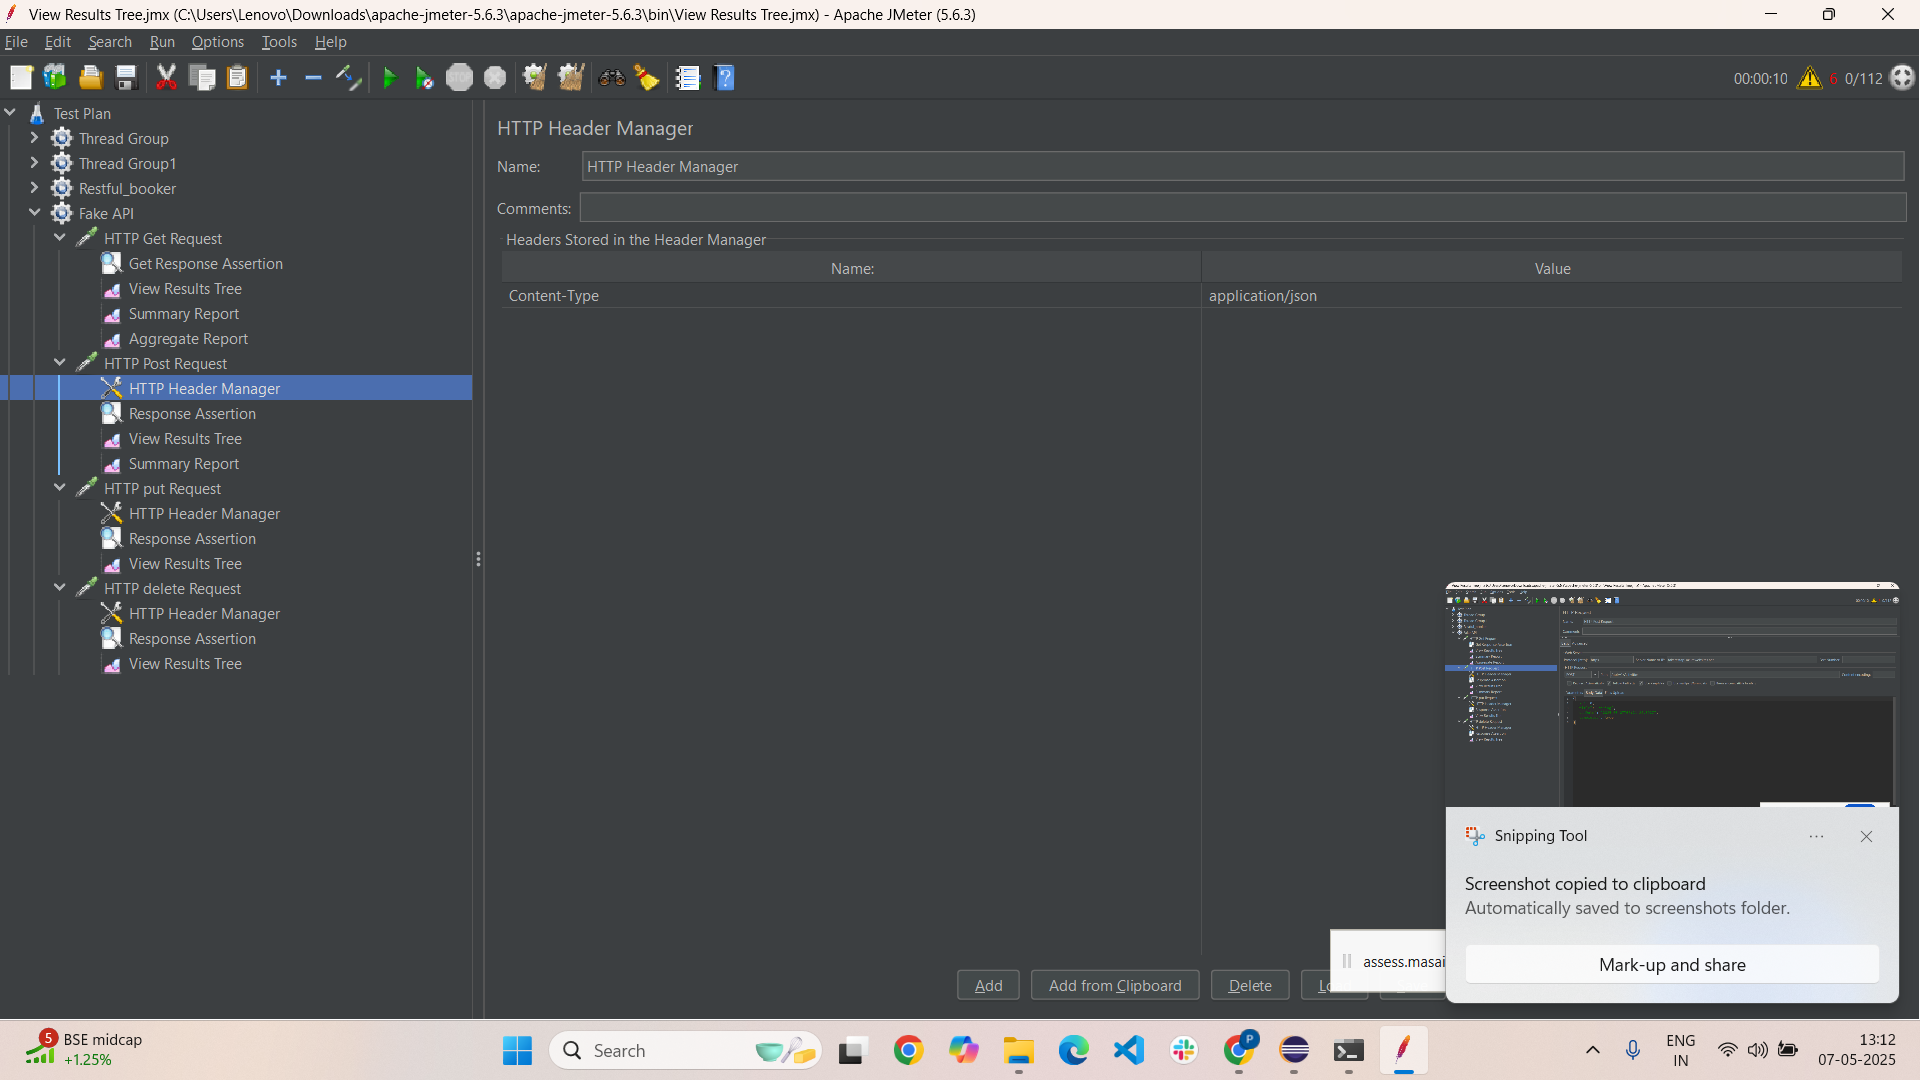 View Results Tree.jmx (C:\Users\Lenovo\Downloads\apache-jmeter-5.6.3\apache-jmeter-5.6.3\bin\View Results Tree.jmx) - Apache JMeter (5.6.3)
File Edit Search Run Options Tools Help
STOP
00:00:10 6 0/112
Test Plan
Thread Group
Thread Group1
Restful_booker
Fake API
HTTP Get Request
Get Response Assertion
View Results Tree
Summary Report
Aggregate Report
HTTP Post Request
HTTP Header Manager
Response Assertion
View Results Tree
Summary Report
HTTP put Request
HTTP Header Manager
Response Assertion
View Results Tree
HTTP delete Request
HTTP Header Manager
Response Assertion
View Results Tree
HTTP Header Manager
Name: HTTP Header Manager
Comments:
Headers Stored in the Header Manager
Name: Value
Content-Type application/json
Add Add from Clipboard Delete
assess.masai
Snipping Tool
Screenshot copied to clipboard
Automatically saved to screenshots folder.
Mark-up and share
5
BSE midcap
+1.25%
Search
P
ENG
IN
13:12
07-05-2025